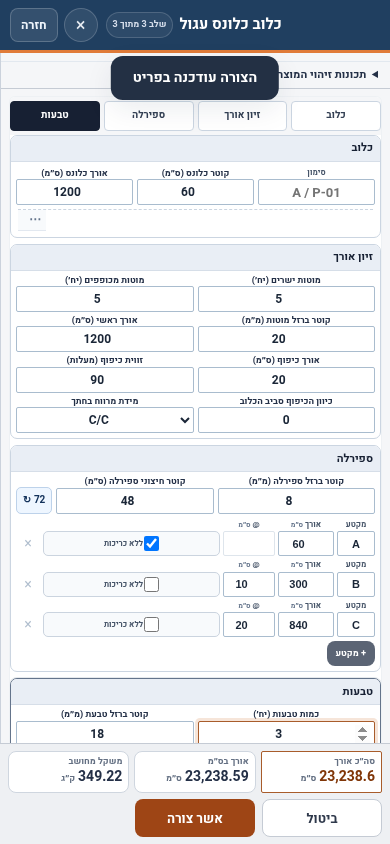 כלוב כלונס עגול
שלב 3 מתוך 3
×
חזרה
תכונות זיהוי המוצר
הצורה עודכנה בפריט
כלוב
זיון אורך
ספירלה
טבעות
כלוב
סימון
קוטר כלונס (ס"מ)
אורך כלונס (ס"מ)
A / P-01
60
1200
...
זיון אורך
מוטות ישרים (יח')
מוטות מכופפים (יח')
5
5
קוטר ברזל מוטות (מ"מ)
אורך ראשי (ס"מ)
20
1200
אורך כיפוף (ס"מ)
זווית כיפוף (מעלות)
20
90
כיוון הכיפוף סביב הכלוב
מידת מרווח בחתך
0
C/C
ספירלה
קוטר ברזל ספירלה (מ"מ)
קוטר חיצוני ספירלה (ס"מ)
8
48
↻ 72
מקטע
אורך ס"מ
@ ס"מ
A
60
ללא כריכות
×
מקטע
אורך ס"מ
@ ס"מ
B
300
10
ללא כריכות
×
מקטע
אורך ס"מ
@ ס"מ
C
840
20
ללא כריכות
×
+ מקטע
טבעות
כמות טבעות (יח')
קוטר ברזל טבעת (מ"מ)
3
18
סה"כ אורך
23,238.6 ס"מ
אורך בס"מ
23,238.59 ס"מ
משקל מחושב
349.22 ק"ג
ביטול
אשר צורה